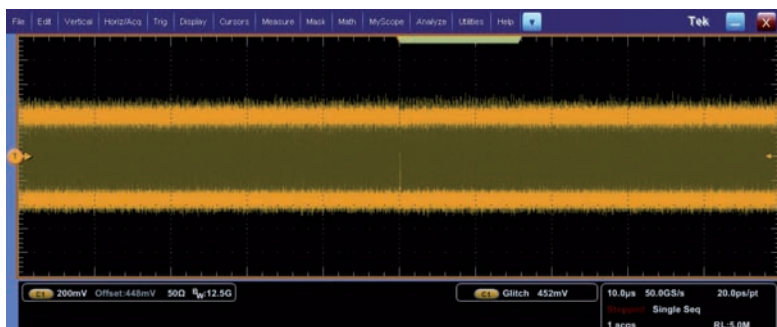 File Edit Vertical Horiz/Acq Trig Display Cursors Measure Mask Math MyScope Analyze Utilities Help Tek X
1
C1 200mV Offset:448mV 50Ω BW:12.5G
C1 Glitch 452mV
10.0µs 50.0GS/s 20.0ps/pt
Stopped Single Seq
1 acqs RL:5.0M